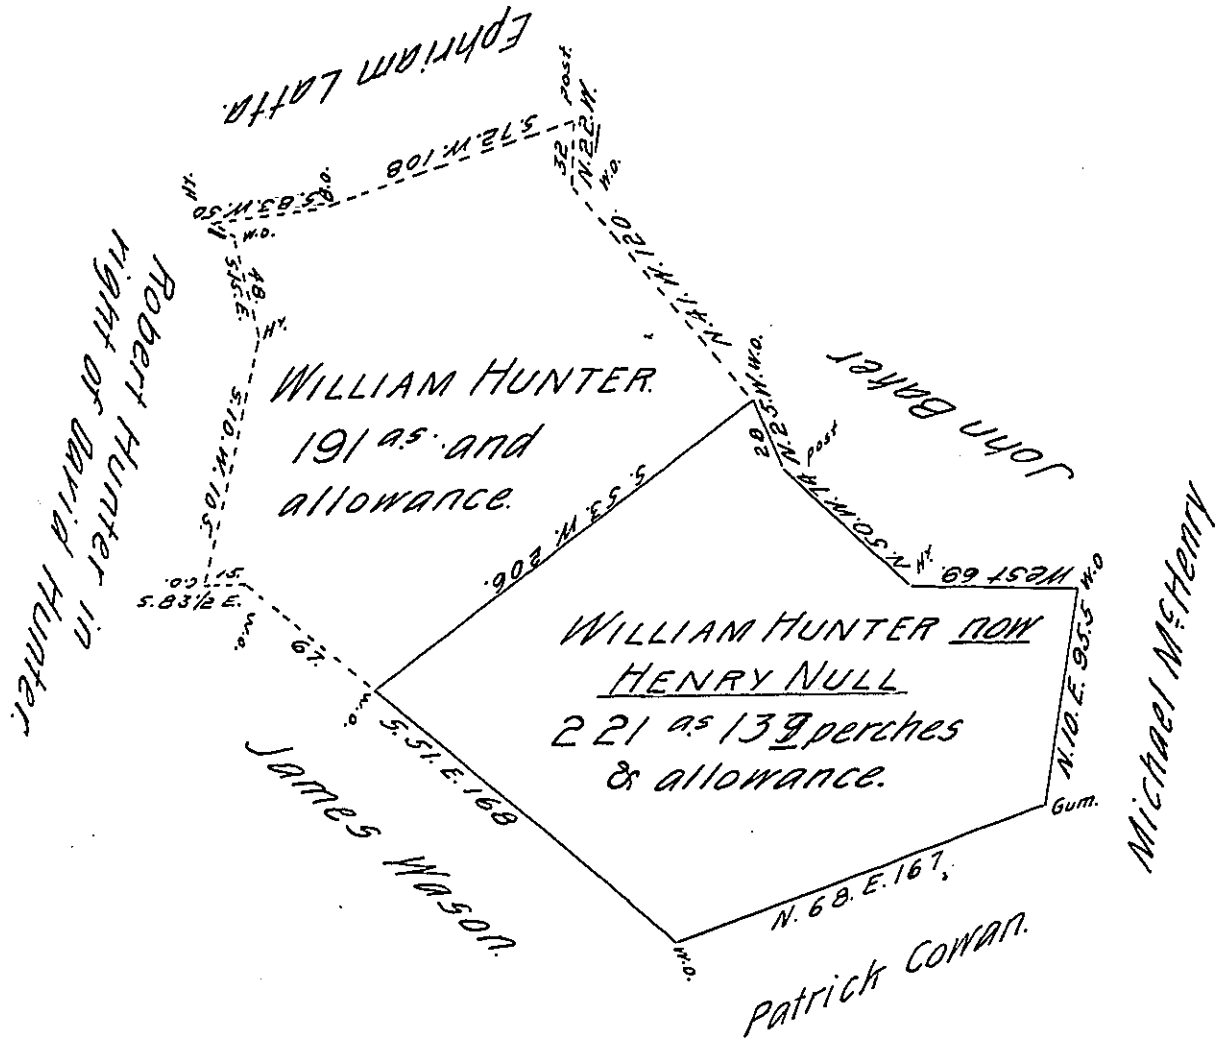 Ephriam Latta.
post.
S.72.W.108
32
N.22.W.
W.O.
Hy.
S.83.W.50
B.O.
W.O.
48.
S.15.E.
Hy.
N.41.W.120.
Robert Hunter in
right of David Hunter.
WILLIAM HUNTER.
191 as. and
allowance.
W.O.
28
N.25.W.
John Baker
post
N.50.W.74
S.10.W.105.
S.53.W.206.
Hy.
West 69
W.O
C.O.
15.
S.83 1/2 E.
W.O.
67.
W.O.
WILLIAM HUNTER now
HENRY NULL
221 as 139 perches
& allowance.
N.10.E.95.5
Michael McHenry
Gum.
S.51.E.168
James Wason.
N.68.E.167.
W.O.
Patrick Cowan.